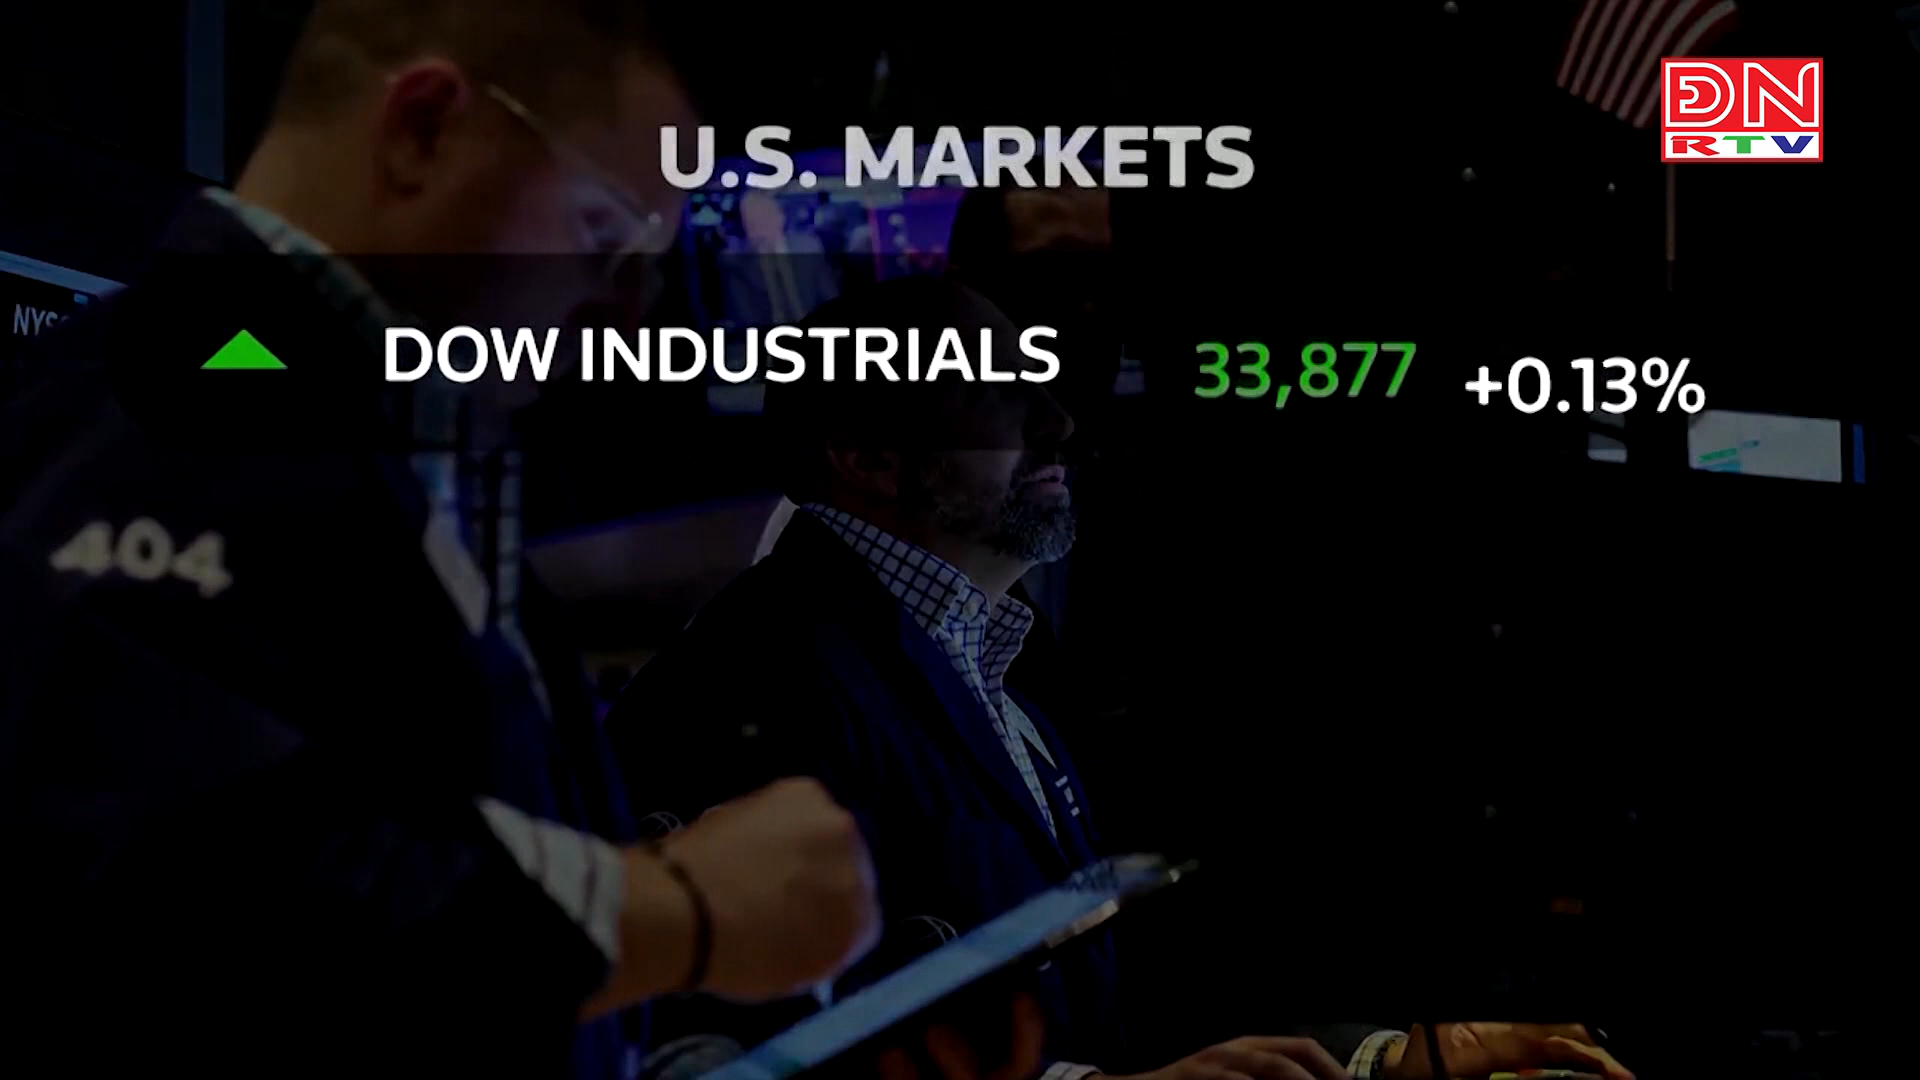 U.S. MARKETS
DOW INDUSTRIALS 33,877 +0.13%
ĐN
RTV
404